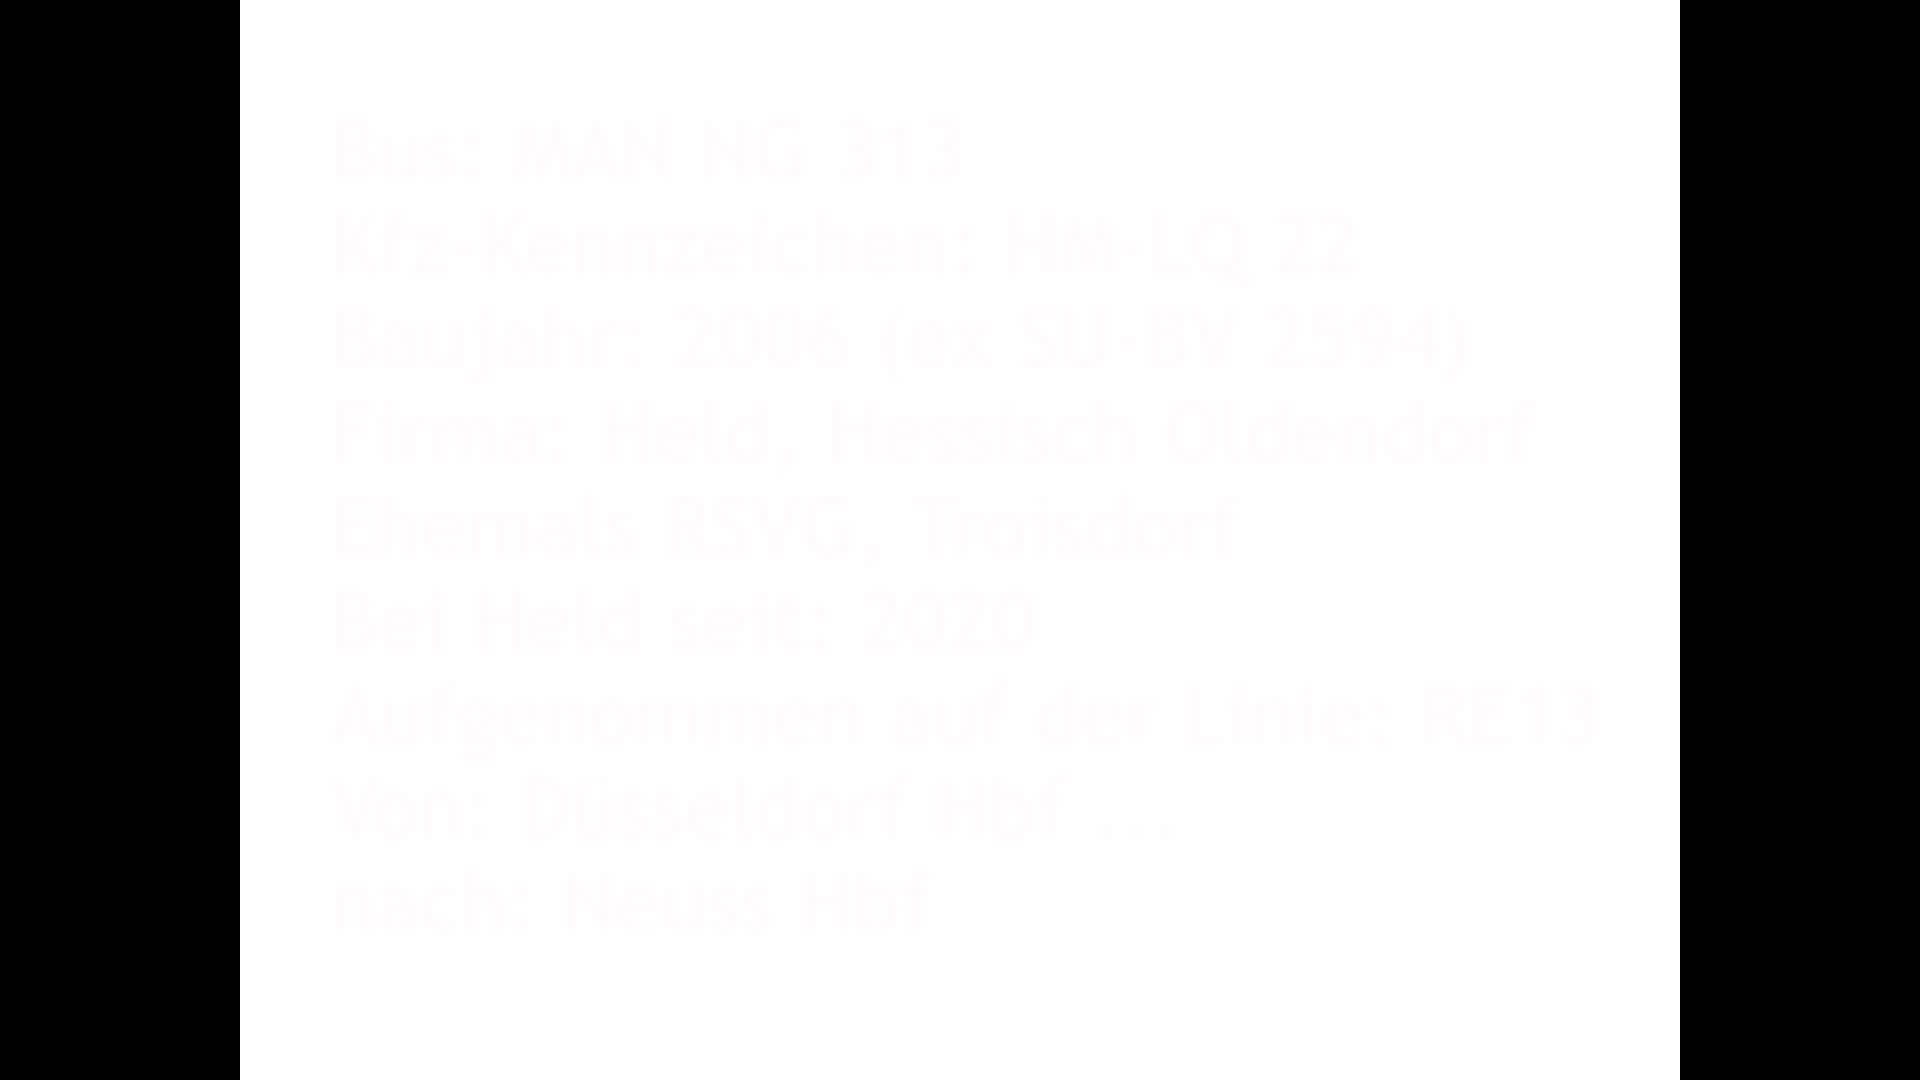 Bus: MAN NG 313
Kfz-Kennzeichen: HM-LQ 22
Baujahr: 2006 (ex SU-BV 2594)
Firma: Held, Hessisch Oldendorf
Ehemals RSVG, Troisdorf
Bei Held seit: 2020
Aufgenommen auf der Linie: RE13
Von: Düsseldorf Hbf ...
nach: Neuss Hbf